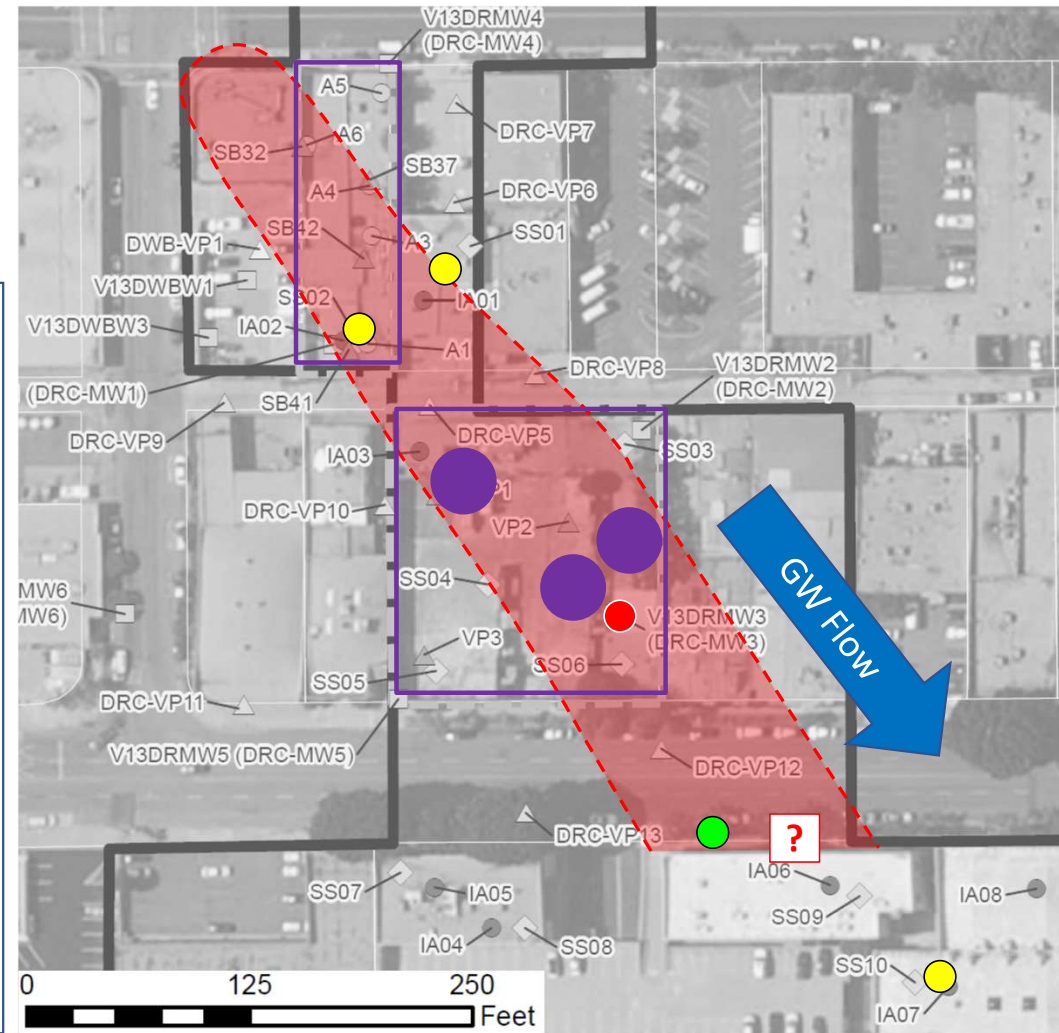 V13DRMW4
(DRC-MW4)
A5
DRC-VP7
A6
SB32
SB37
A4
DRC-VP6
SB42
A3
SS01
DWB-VP1
V13DWBW1
IA01
V13DWBW3
IA02
A1
(DRC-MW1)
SB41
DRC-VP8
V13DRMW2
(DRC-MW2)
DRC-VP9
DRC-VP5
IA03
SS03
DRC-VP10
VP2
GW Flow
SS04
MW6
V13DRMW3
(DRC-MW3)
VP3
SS06
SS05
DRC-VP11
V13DRMW5 (DRC-MW5)
DRC-VP12
DRC-VP13
?
SS07
IA05
IA06
IA08
SS09
IA04
SS08
SS10
IA07
0 125 250
Feet